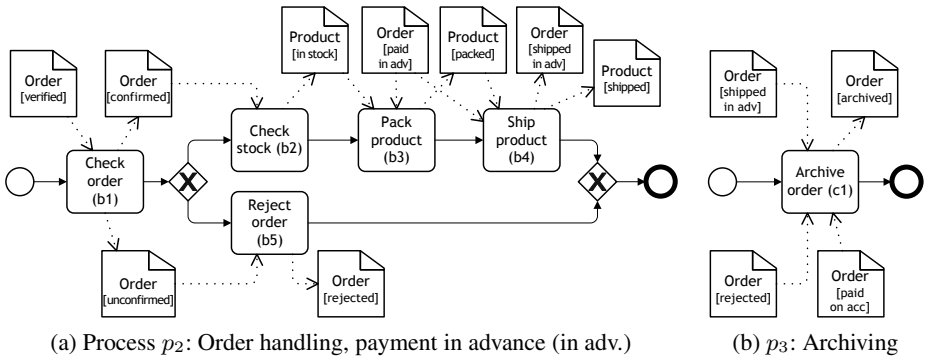 Product
[in stock]
Order
[paid
in adv]
Product
[packed]
Order
[shipped
in adv]
Product
[shipped]
Order
[verified]
Order
[confirmed]
Check
order
(b1)
X
Check
stock (b2)
Pack
product
(b3)
Ship
product
(b4)
X
Reject
order
(b5)
Order
[unconfirmed]
Order
[rejected]
(a) Process p₂: Order handling, payment in advance (in adv.)
Order
[shipped
in adv]
Order
[archived]
Archive
order (c1)
Order
[rejected]
Order
[paid
on acc]
(b) p₃: Archiving